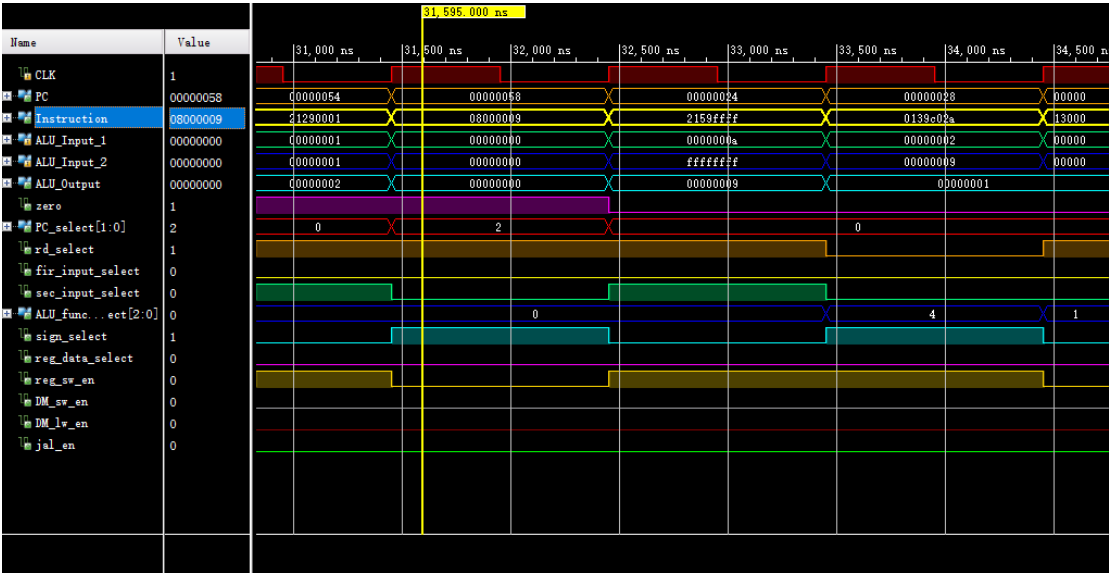 31,595.000 ns
Name Value
31,000 ns 31,500 ns 32,000 ns 32,500 ns 33,000 ns 33,500 ns 34,000 ns 34,500 n
CLK 1
PC 00000058 00000054 00000058 00000024 00000028 00000
Instruction 08000009 21290001 08000009 2159ffff 0139c02a 13000
ALU_Input_1 00000000 00000001 00000000 0000000a 00000002 00000
ALU_Input_2 00000000 00000001 00000000 ffffffff 00000009 00000
ALU_Output 00000000 00000002 00000000 00000009 00000001
zero 1
PC_select[1:0] 2 0 2 0
rd_select 1
fir_input_select 0
sec_input_select 0
ALU_func...ect[2:0] 0 0 4 1
sign_select 1
reg_data_select 0
reg_sw_en 0
DM_sw_en 0
DM_lw_en 0
jal_en 0